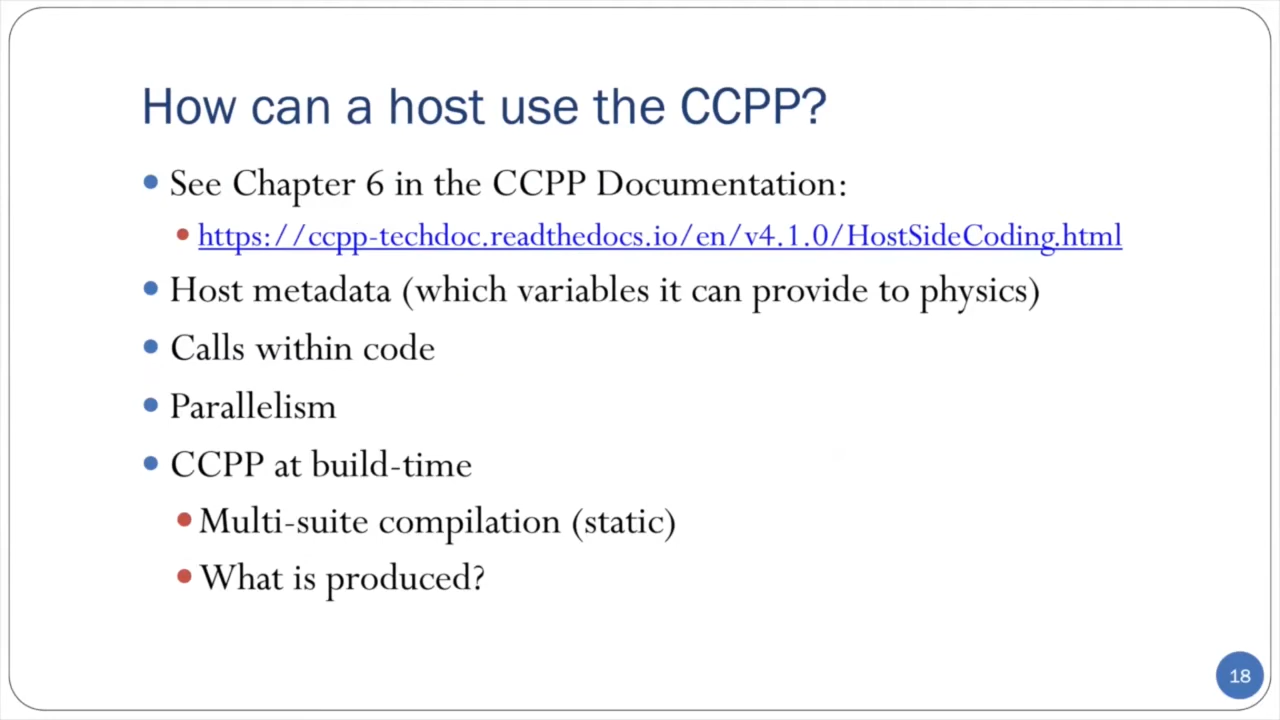 How can a host use the CCPP?
• See Chapter 6 in the CCPP Documentation:
• https://ccpp-techdoc.readthedocs.io/en/v4.1.0/HostSideCoding.html
• Host metadata (which variables it can provide to physics)
• Calls within code
• Parallelism
• CCPP at build-time
• Multi-suite compilation (static)
• What is produced?
18